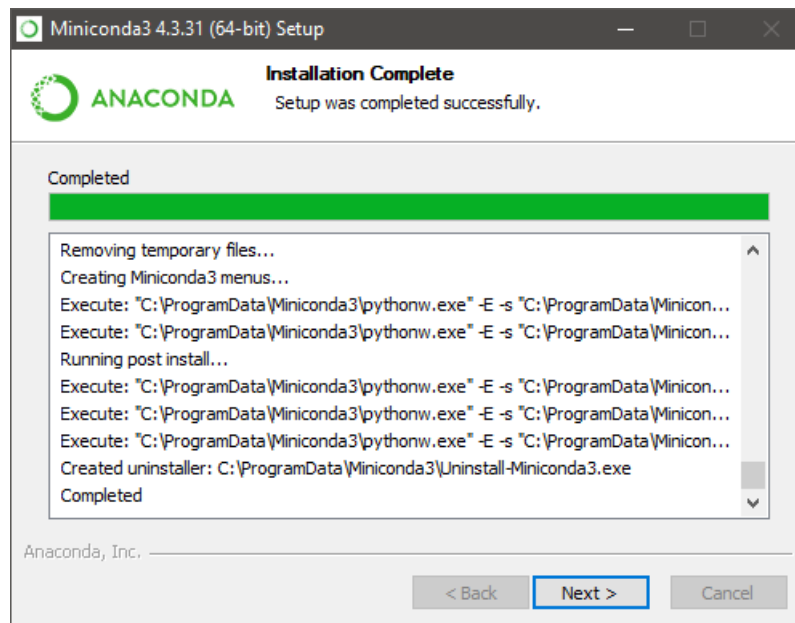 Miniconda3 4.3.31 (64-bit) Setup
ANACONDA
Installation Complete
Setup was completed successfully.
Completed
Removing temporary files...
Creating Miniconda3 menus...
Execute: "C:\ProgramData\Miniconda3\pythonw.exe" -E -s "C:\ProgramData\Minicon...
Execute: "C:\ProgramData\Miniconda3\pythonw.exe" -E -s "C:\ProgramData\Minicon...
Running post install...
Execute: "C:\ProgramData\Miniconda3\pythonw.exe" -E -s "C:\ProgramData\Minicon...
Execute: "C:\ProgramData\Miniconda3\pythonw.exe" -E -s "C:\ProgramData\Minicon...
Execute: "C:\ProgramData\Miniconda3\pythonw.exe" -E -s "C:\ProgramData\Minicon...
Created uninstaller: C:\ProgramData\Miniconda3\Uninstall-Miniconda3.exe
Completed
Anaconda, Inc.
< Back Next > Cancel